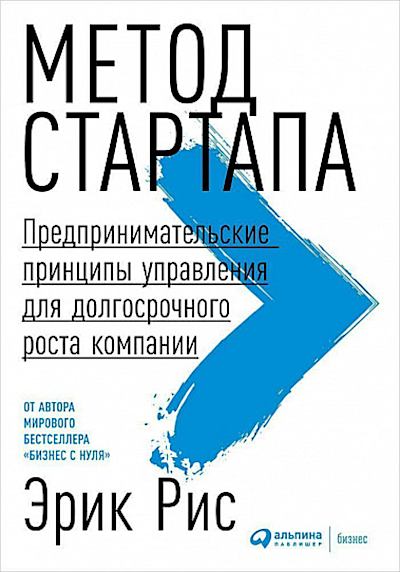 МЕТОД
СТАРТАПА
Предпринимательские
принципы управления
для долгосрочного
роста компании
ОТ АВТОРА
МИРОВОГО
БЕСТСЕЛЛЕРА
«БИЗНЕС С НУЛЯ»
Эрик Рис
альпина
ПАБЛИШЕР
бизнес